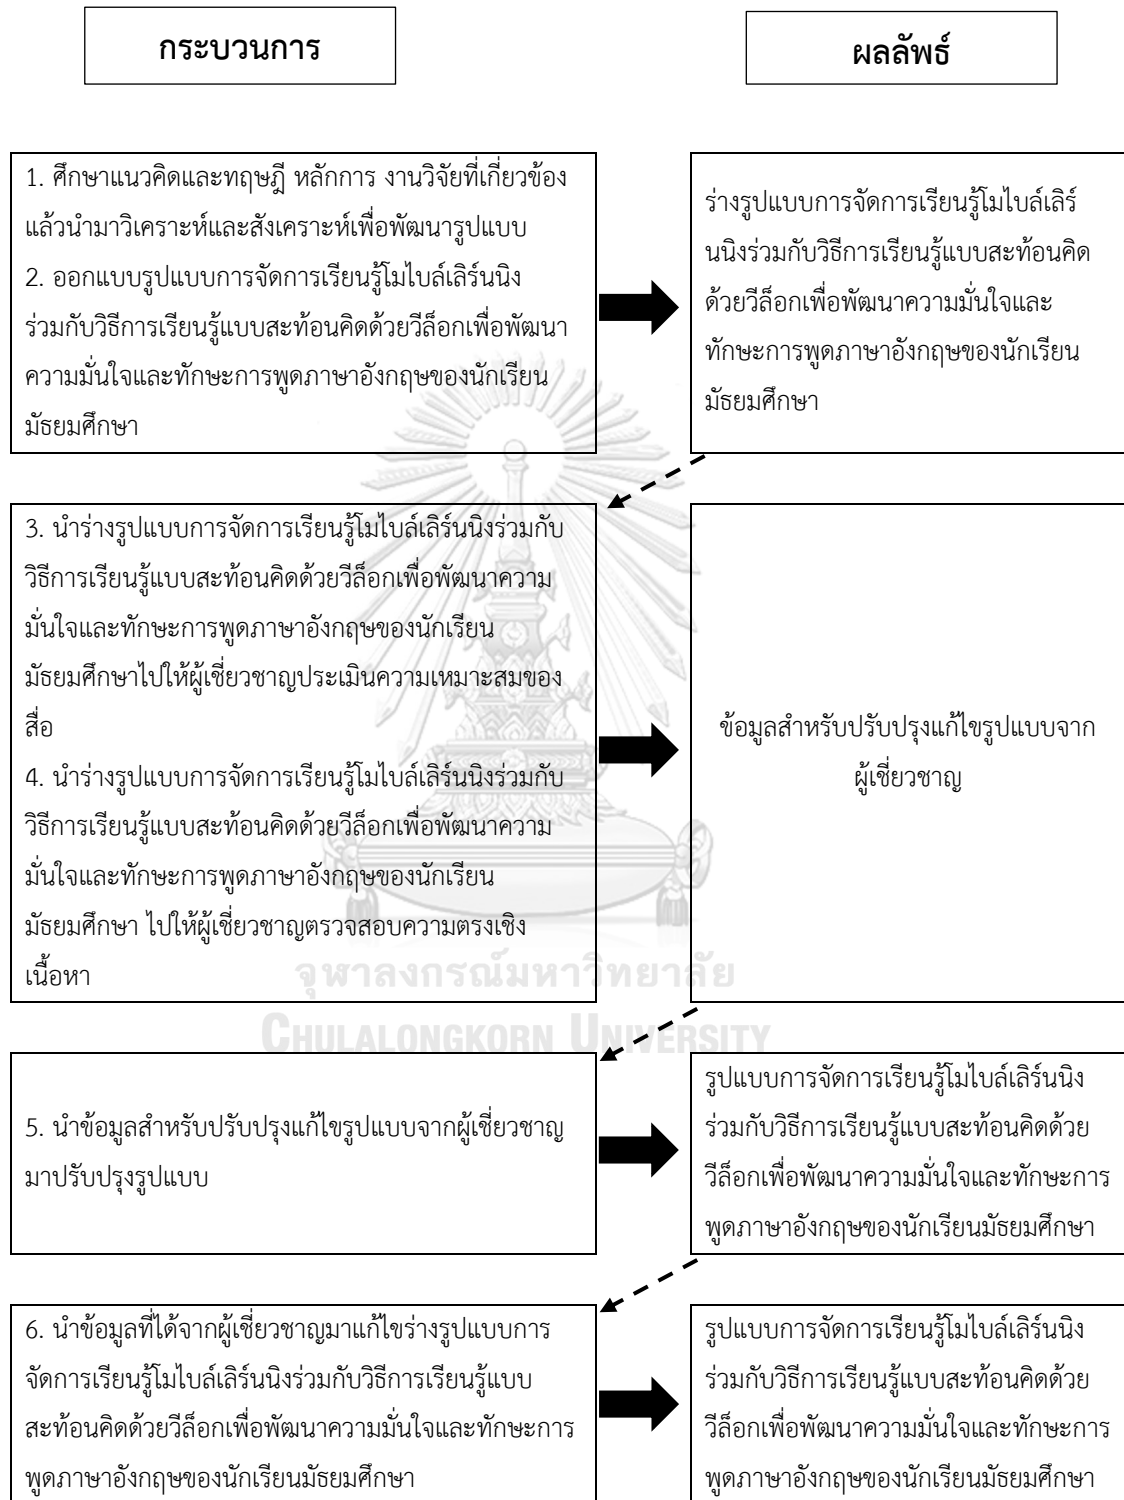 กระบวนการ
ผลลัพธ์
1. ศึกษาแนวคิดและทฤษฎี หลักการ งานวิจัยที่เกี่ยวข้อง
แล้วนำมาวิเคราะห์และสังเคราะห์เพื่อพัฒนารูปแบบ
2. ออกแบบรูปแบบการจัดการเรียนรู้โมไบล์เลิร์นนิง
ร่วมกับวิธีการเรียนรู้แบบสะท้อนคิดด้วยวีล็อกเพื่อพัฒนา
ความมั่นใจและทักษะการพูดภาษาอังกฤษของนักเรียน
มัธยมศึกษา
ร่างรูปแบบการจัดการเรียนรู้โมไบล์เลิร์
นนิงร่วมกับวิธีการเรียนรู้แบบสะท้อนคิด
ด้วยวีล็อกเพื่อพัฒนาความมั่นใจและ
ทักษะการพูดภาษาอังกฤษของนักเรียน
มัธยมศึกษา
3. นำร่างรูปแบบการจัดการเรียนรู้โมไบล์เลิร์นนิงร่วมกับ
วิธีการเรียนรู้แบบสะท้อนคิดด้วยวีล็อกเพื่อพัฒนาความ
มั่นใจและทักษะการพูดภาษาอังกฤษของนักเรียน
มัธยมศึกษาไปให้ผู้เชี่ยวชาญประเมินความเหมาะสมของ
สื่อ
4. นำร่างรูปแบบการจัดการเรียนรู้โมไบล์เลิร์นนิงร่วมกับ
วิธีการเรียนรู้แบบสะท้อนคิดด้วยวีล็อกเพื่อพัฒนาความ
มั่นใจและทักษะการพูดภาษาอังกฤษของนักเรียน
มัธยมศึกษา ไปให้ผู้เชี่ยวชาญตรวจสอบความตรงเชิง
เนื้อหา
ข้อมูลสำหรับปรับปรุงแก้ไขรูปแบบจาก
ผู้เชี่ยวชาญ
จุฬาลงกรณ์มหาวิทยาลัย
CHULALONGKORN UNIVERSITY
5. นำข้อมูลสำหรับปรับปรุงแก้ไขรูปแบบจากผู้เชี่ยวชาญ
มาปรับปรุงรูปแบบ
รูปแบบการจัดการเรียนรู้โมไบล์เลิร์นนิง
ร่วมกับวิธีการเรียนรู้แบบสะท้อนคิดด้วย
วีล็อกเพื่อพัฒนาความมั่นใจและทักษะการ
พูดภาษาอังกฤษของนักเรียนมัธยมศึกษา
6. นำข้อมูลที่ได้จากผู้เชี่ยวชาญมาแก้ไขร่างรูปแบบการ
จัดการเรียนรู้โมไบล์เลิร์นนิงร่วมกับวิธีการเรียนรู้แบบ
สะท้อนคิดด้วยวีล็อกเพื่อพัฒนาความมั่นใจและทักษะการ
พูดภาษาอังกฤษของนักเรียนมัธยมศึกษา
รูปแบบการจัดการเรียนรู้โมไบล์เลิร์นนิง
ร่วมกับวิธีการเรียนรู้แบบสะท้อนคิดด้วย
วีล็อกเพื่อพัฒนาความมั่นใจและทักษะการ
พูดภาษาอังกฤษของนักเรียนมัธยมศึกษา